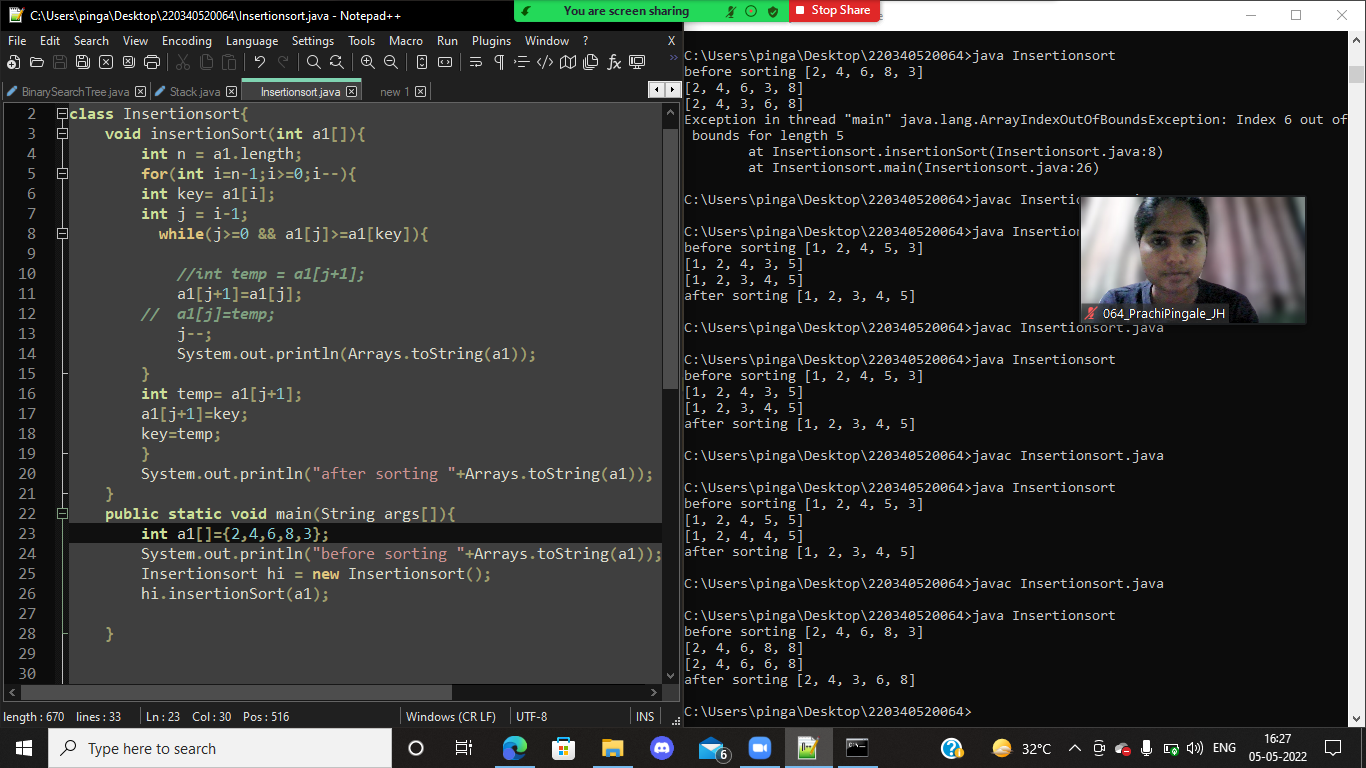 C:\Users\pinga\Desktop\220340520064\Insertionsort.java - Notepad++
You are screen sharing
Stop Share
File Edit Search View Encoding Language Settings Tools Macro Run Plugins Window ? X
BinarySearchTree.java Stack.java Insertionsort.java new 1
2 class Insertionsort{
3 void insertionSort(int a1[]){
4 int n = a1.length;
5 for(int i=n-1;i>=0;i--){
6 int key= a1[i];
7 int j = i-1;
8 while(j>=0 && a1[j]>=a1[key]){
9
10 //int temp = a1[j+1];
11 a1[j+1]=a1[j];
12 // a1[j]=temp;
13 j--;
14 System.out.println(Arrays.toString(a1));
15 }
16 int temp= a1[j+1];
17 a1[j+1]=key;
18 key=temp;
19 }
20 System.out.println("after sorting "+Arrays.toString(a1));
21 }
22 public static void main(String args[]){
23 int a1[]={2,4,6,8,3};
24 System.out.println("before sorting "+Arrays.toString(a1));
25 Insertionsort hi = new Insertionsort();
26 hi.insertionSort(a1);
27
28 }
29
30
length : 670 lines : 33 Ln : 23 Col : 30 Pos : 516 Windows (CR LF) UTF-8 INS
C:\Users\pinga\Desktop\220340520064>java Insertionsort
before sorting [2, 4, 6, 8, 3]
[2, 4, 6, 3, 8]
[2, 4, 3, 6, 8]
Exception in thread "main" java.lang.ArrayIndexOutOfBoundsException: Index 6 out of
bounds for length 5
at Insertionsort.insertionSort(Insertionsort.java:8)
at Insertionsort.main(Insertionsort.java:26)
C:\Users\pinga\Desktop\220340520064>javac Insertionsort.java
C:\Users\pinga\Desktop\220340520064>java Insertionsort
before sorting [1, 2, 4, 5, 3]
[1, 2, 4, 3, 5]
[1, 2, 3, 4, 5]
after sorting [1, 2, 3, 4, 5]
064_PrachiPingale_JH
C:\Users\pinga\Desktop\220340520064>javac Insertionsort.java
C:\Users\pinga\Desktop\220340520064>java Insertionsort
before sorting [1, 2, 4, 5, 3]
[1, 2, 4, 3, 5]
[1, 2, 3, 4, 5]
after sorting [1, 2, 3, 4, 5]
C:\Users\pinga\Desktop\220340520064>javac Insertionsort.java
C:\Users\pinga\Desktop\220340520064>java Insertionsort
before sorting [1, 2, 4, 5, 3]
[1, 2, 4, 5, 5]
[1, 2, 4, 4, 5]
after sorting [1, 2, 3, 4, 5]
C:\Users\pinga\Desktop\220340520064>javac Insertionsort.java
C:\Users\pinga\Desktop\220340520064>java Insertionsort
before sorting [2, 4, 6, 8, 3]
[2, 4, 6, 8, 8]
[2, 4, 6, 6, 8]
after sorting [2, 4, 3, 6, 8]
C:\Users\pinga\Desktop\220340520064>
Type here to search
6
32°C
ENG
16:27
05-05-2022